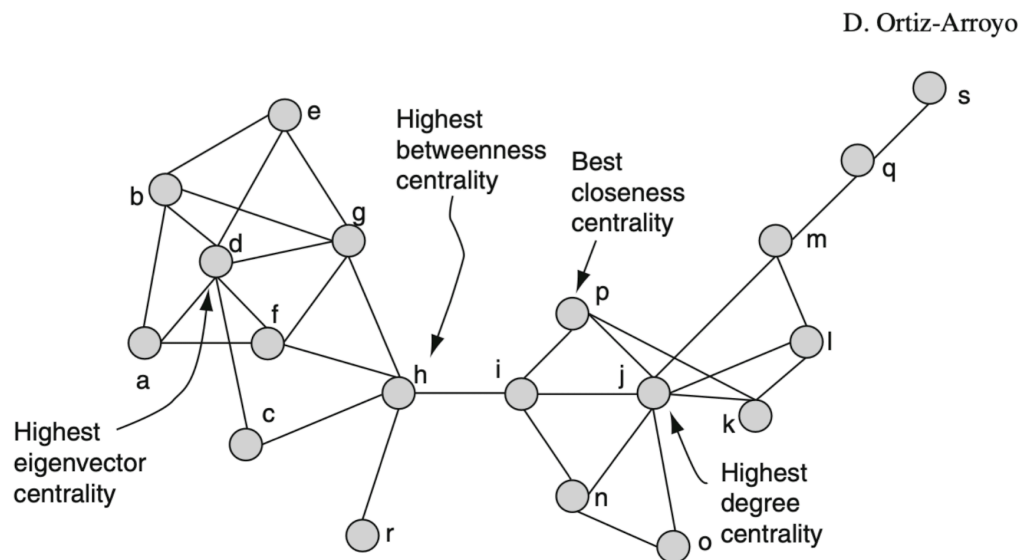 D. Ortiz-Arroyo
s
e
Highest
betweenness
centrality
q
Best
closeness
centrality
b
g
m
d
p
f
l
a
h
i
j
k
c
Highest
eigenvector
centrality
Highest
degree
centrality
n
r
o